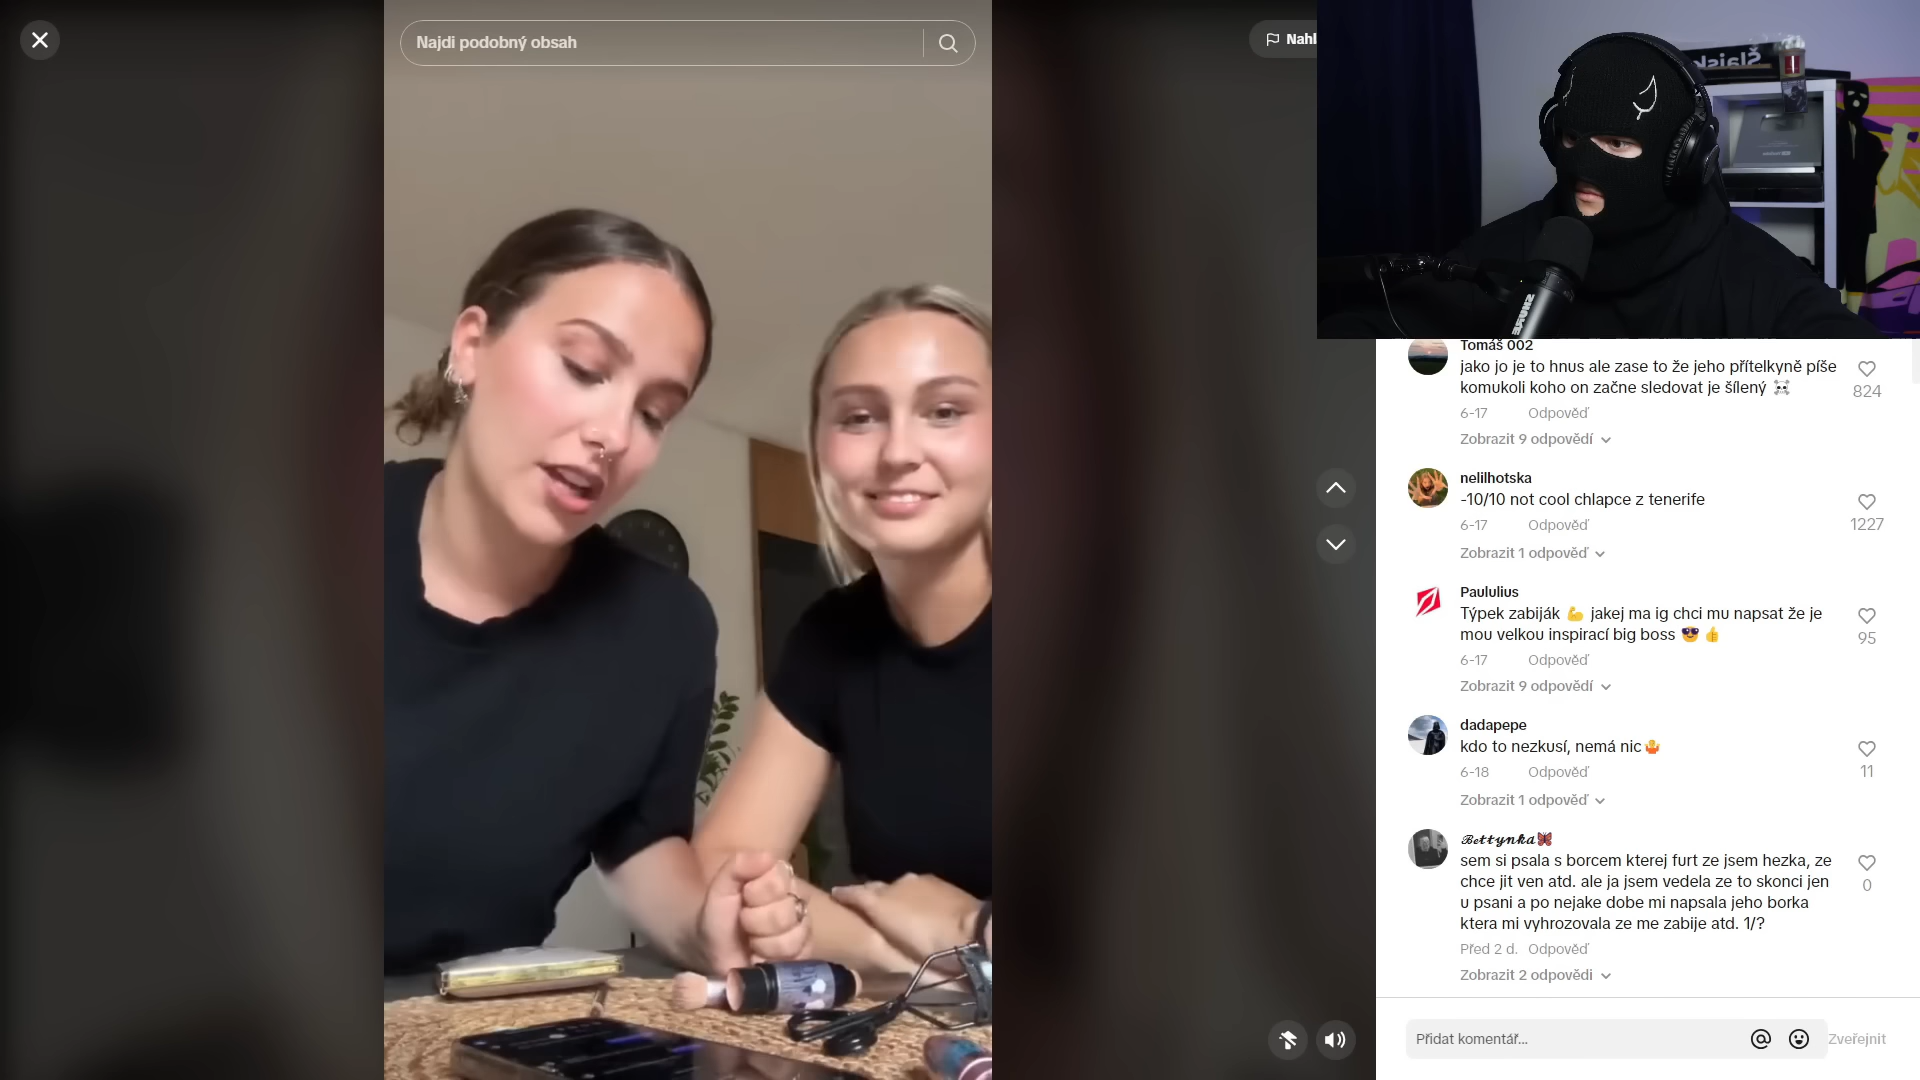 Najdi podobný obsah
Nahl
Šlajsk
SHURE
Tomáš 002
jako jo je to hnus ale zase to že jeho přítelkyně píše
komukoli koho on začne sledovat je šílený ☠️
824
6-17 Odpověď
Zobrazit 9 odpovědí
nelilhotska
-10/10 not cool chlapce z tenerife
1227
6-17 Odpověď
Zobrazit 1 odpověď
Paululius
Týpek zabiják 💪 jakej ma ig chci mu napsat že je
mou velkou inspirací big boss 😎👍
95
6-17 Odpověď
Zobrazit 9 odpovědí
dadapepe
kdo to nezkusí, nemá nic🤷
11
6-18 Odpověď
Zobrazit 1 odpověď
𝓑𝓮𝓽𝓽𝔂𝓷𝓴𝓪🦋
sem si psala s borcem kterej furt ze jsem hezka, ze
chce jit ven atd. ale ja jsem vedela ze to skonci jen
u psani a po nejake dobe mi napsala jeho borka
ktera mi vyhrozovala ze me zabije atd. 1/?
0
Před 2 d. Odpověď
Zobrazit 2 odpovědi
Přidat komentář...
Zveřejnit